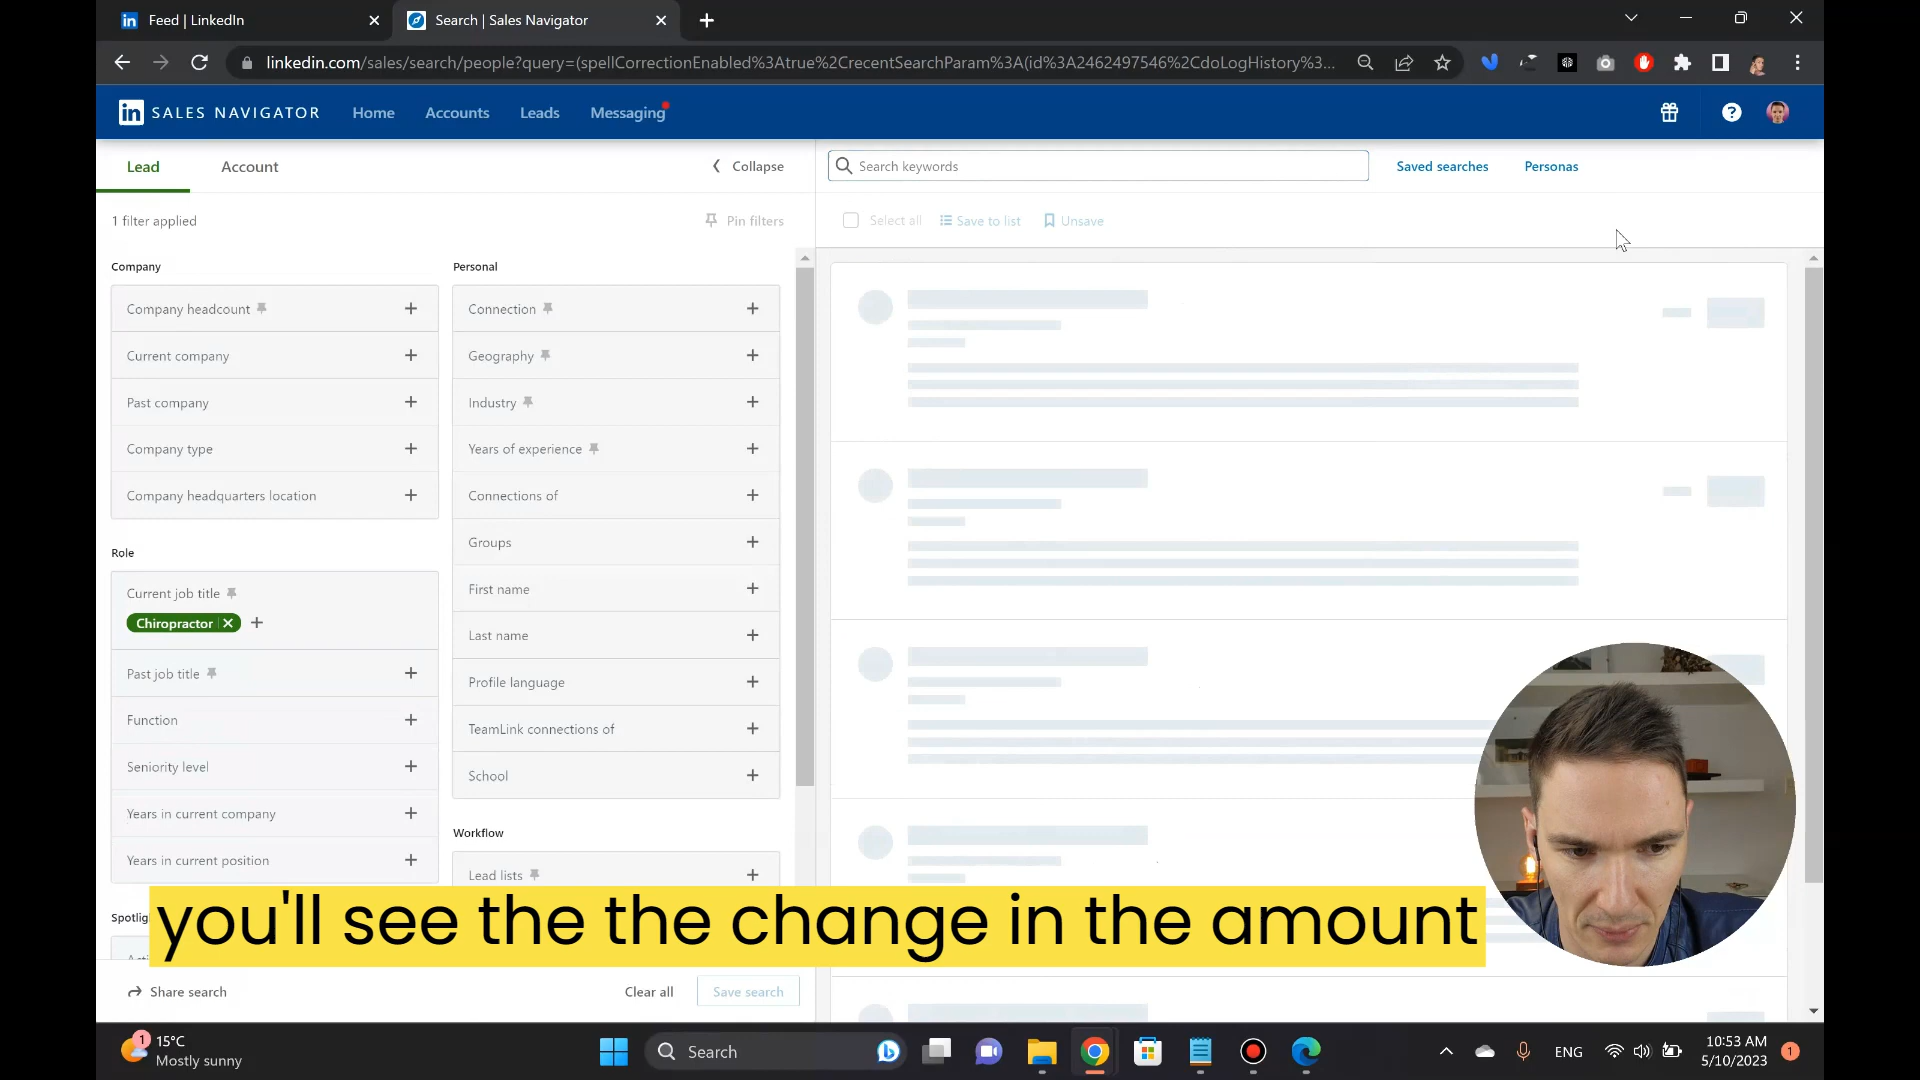 Feed | LinkedIn
Search | Sales Navigator
linkedin.com/sales/search/people?query=(spellCorrectionEnabled%3Atrue%2CrecentSearchParam%3A(id%3A2462497546%2CdoLogHistory%3...
in SALES NAVIGATOR
Home
Accounts
Leads
Messaging
Lead
Account
Collapse
Search keywords
Saved searches
Personas
1 filter applied
Pin filters
Select all
Save to list
Unsave
Company
Company headcount
Current company
Past company
Company type
Company headquarters location
Role
Current job title
Chiropractor
Past job title
Function
Seniority level
Years in current company
Years in current position
Personal
Connection
Geography
Industry
Years of experience
Connections of
Groups
First name
Last name
Profile language
TeamLink connections of
School
Workflow
Lead lists
you'll see the the change in the amount
Share search
Clear all
Save search
1
15°C
Mostly sunny
Search
ENG
10:53 AM
5/10/2023
1